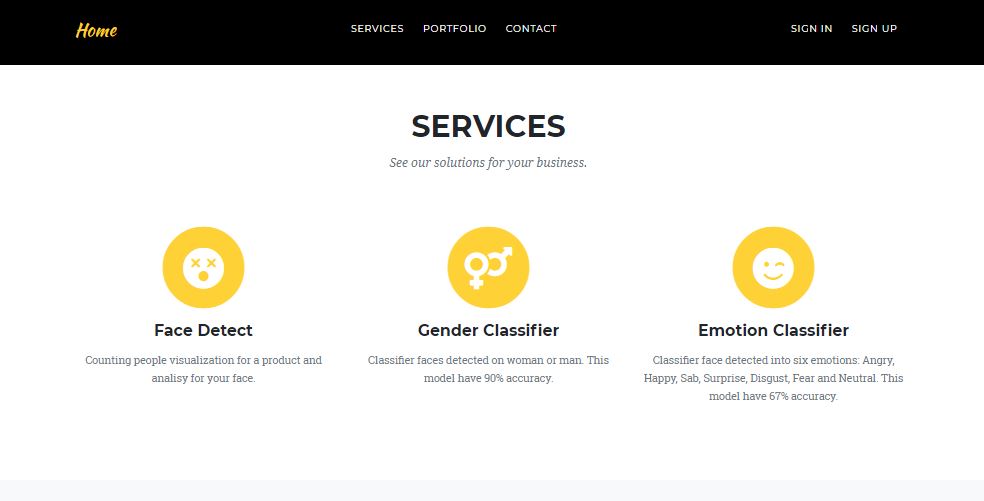 Home
SERVICES PORTFOLIO CONTACT
SIGN IN SIGN UP
SERVICES
See our solutions for your business.
Face Detect
Counting people visualization for a product and
analisy for your face.
Gender Classifier
Classifier faces detected on woman or man. This
model have 90% accuracy.
Emotion Classifier
Classifier face detected into six emotions: Angry,
Happy, Sab, Surprise, Disgust, Fear and Neutral. This
model have 67% accuracy.